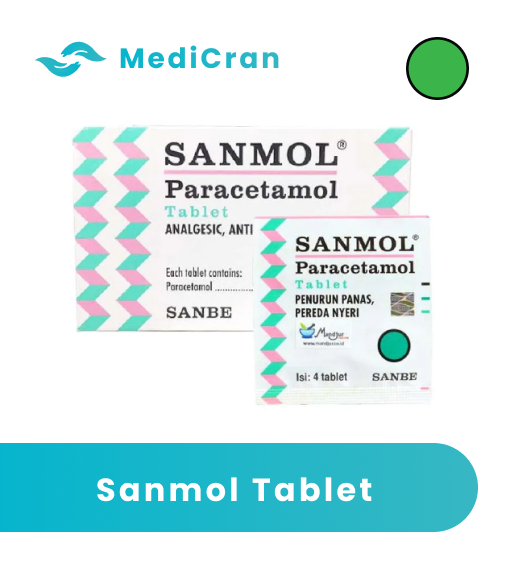 MediCran
SANMOL®
Paracetamol
Tablet
ANALGESIC, ANTI
Each tablet contains:
Paracetamol ..............
SANBE
SANMOL®
Paracetamol
Tablet
PENURUN PANAS,
PEREDA NYERI
Isi: 4 tablet
SANBE
Sanmol Tablet